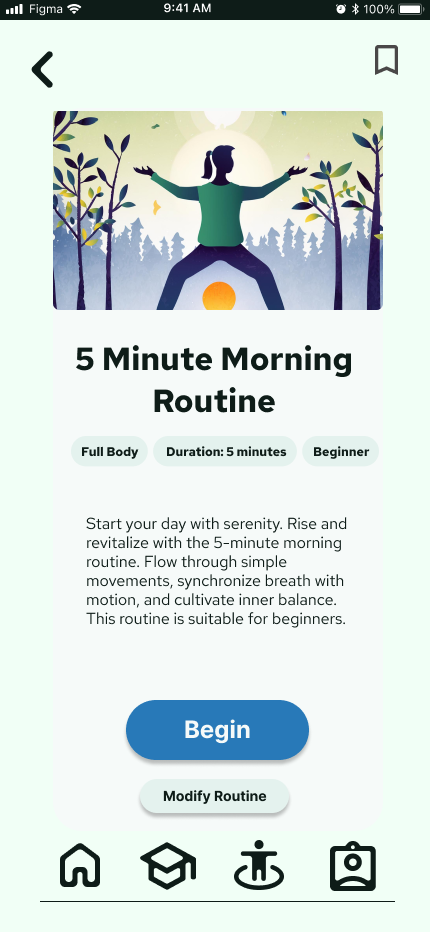 Figma 9:41 AM 100%
5 Minute Morning
Routine
Full Body Duration: 5 minutes Beginner
Start your day with serenity. Rise and
revitalize with the 5-minute morning
routine. Flow through simple
movements, synchronize breath with
motion, and cultivate inner balance.
This routine is suitable for beginners.
Begin
Modify Routine